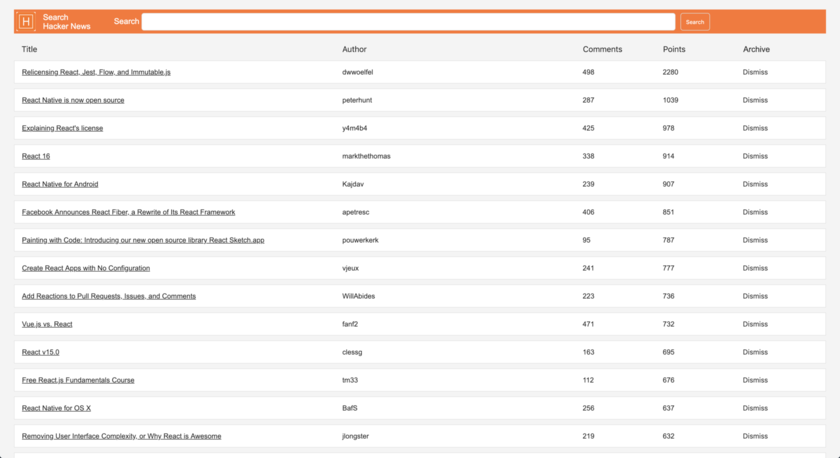 H
Search
Hacker News
Search
Search
Title Author Comments Points Archive
Relicensing React, Jest, Flow, and Immutable.js dwwoelfel 498 2280 Dismiss
React Native is now open source peterhunt 287 1039 Dismiss
Explaining React's license y4m4b4 425 978 Dismiss
React 16 markthethomas 338 914 Dismiss
React Native for Android Kajdav 239 907 Dismiss
Facebook Announces React Fiber, a Rewrite of Its React Framework apetresc 406 851 Dismiss
Painting with Code: Introducing our new open source library React Sketch.app pouwerkerk 95 787 Dismiss
Create React Apps with No Configuration vjeux 241 777 Dismiss
Add Reactions to Pull Requests, Issues, and Comments WillAbides 223 736 Dismiss
Vue.js vs. React fanf2 471 732 Dismiss
React v15.0 clessg 163 695 Dismiss
Free React.js Fundamentals Course tm33 112 676 Dismiss
React Native for OS X BafS 256 637 Dismiss
Removing User Interface Complexity, or Why React is Awesome jlongster 219 632 Dismiss